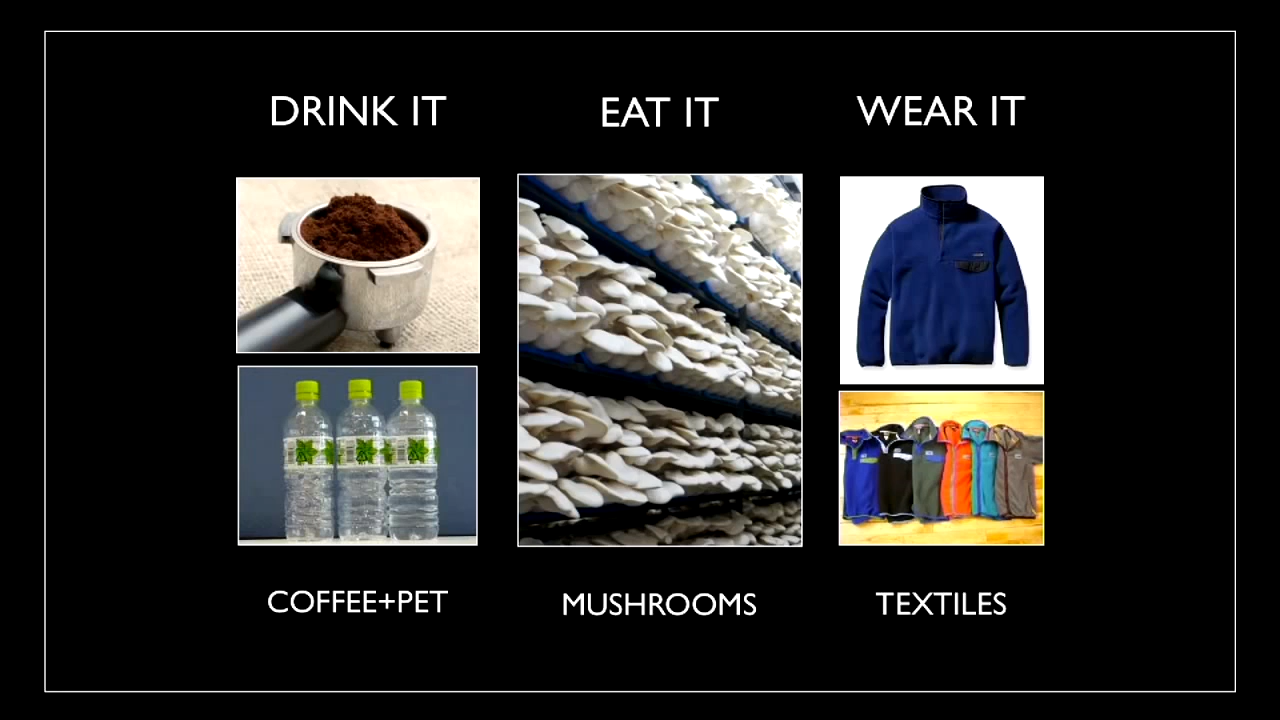 DRINK IT
EAT IT
WEAR IT
COFFEE+PET
MUSHROOMS
TEXTILES